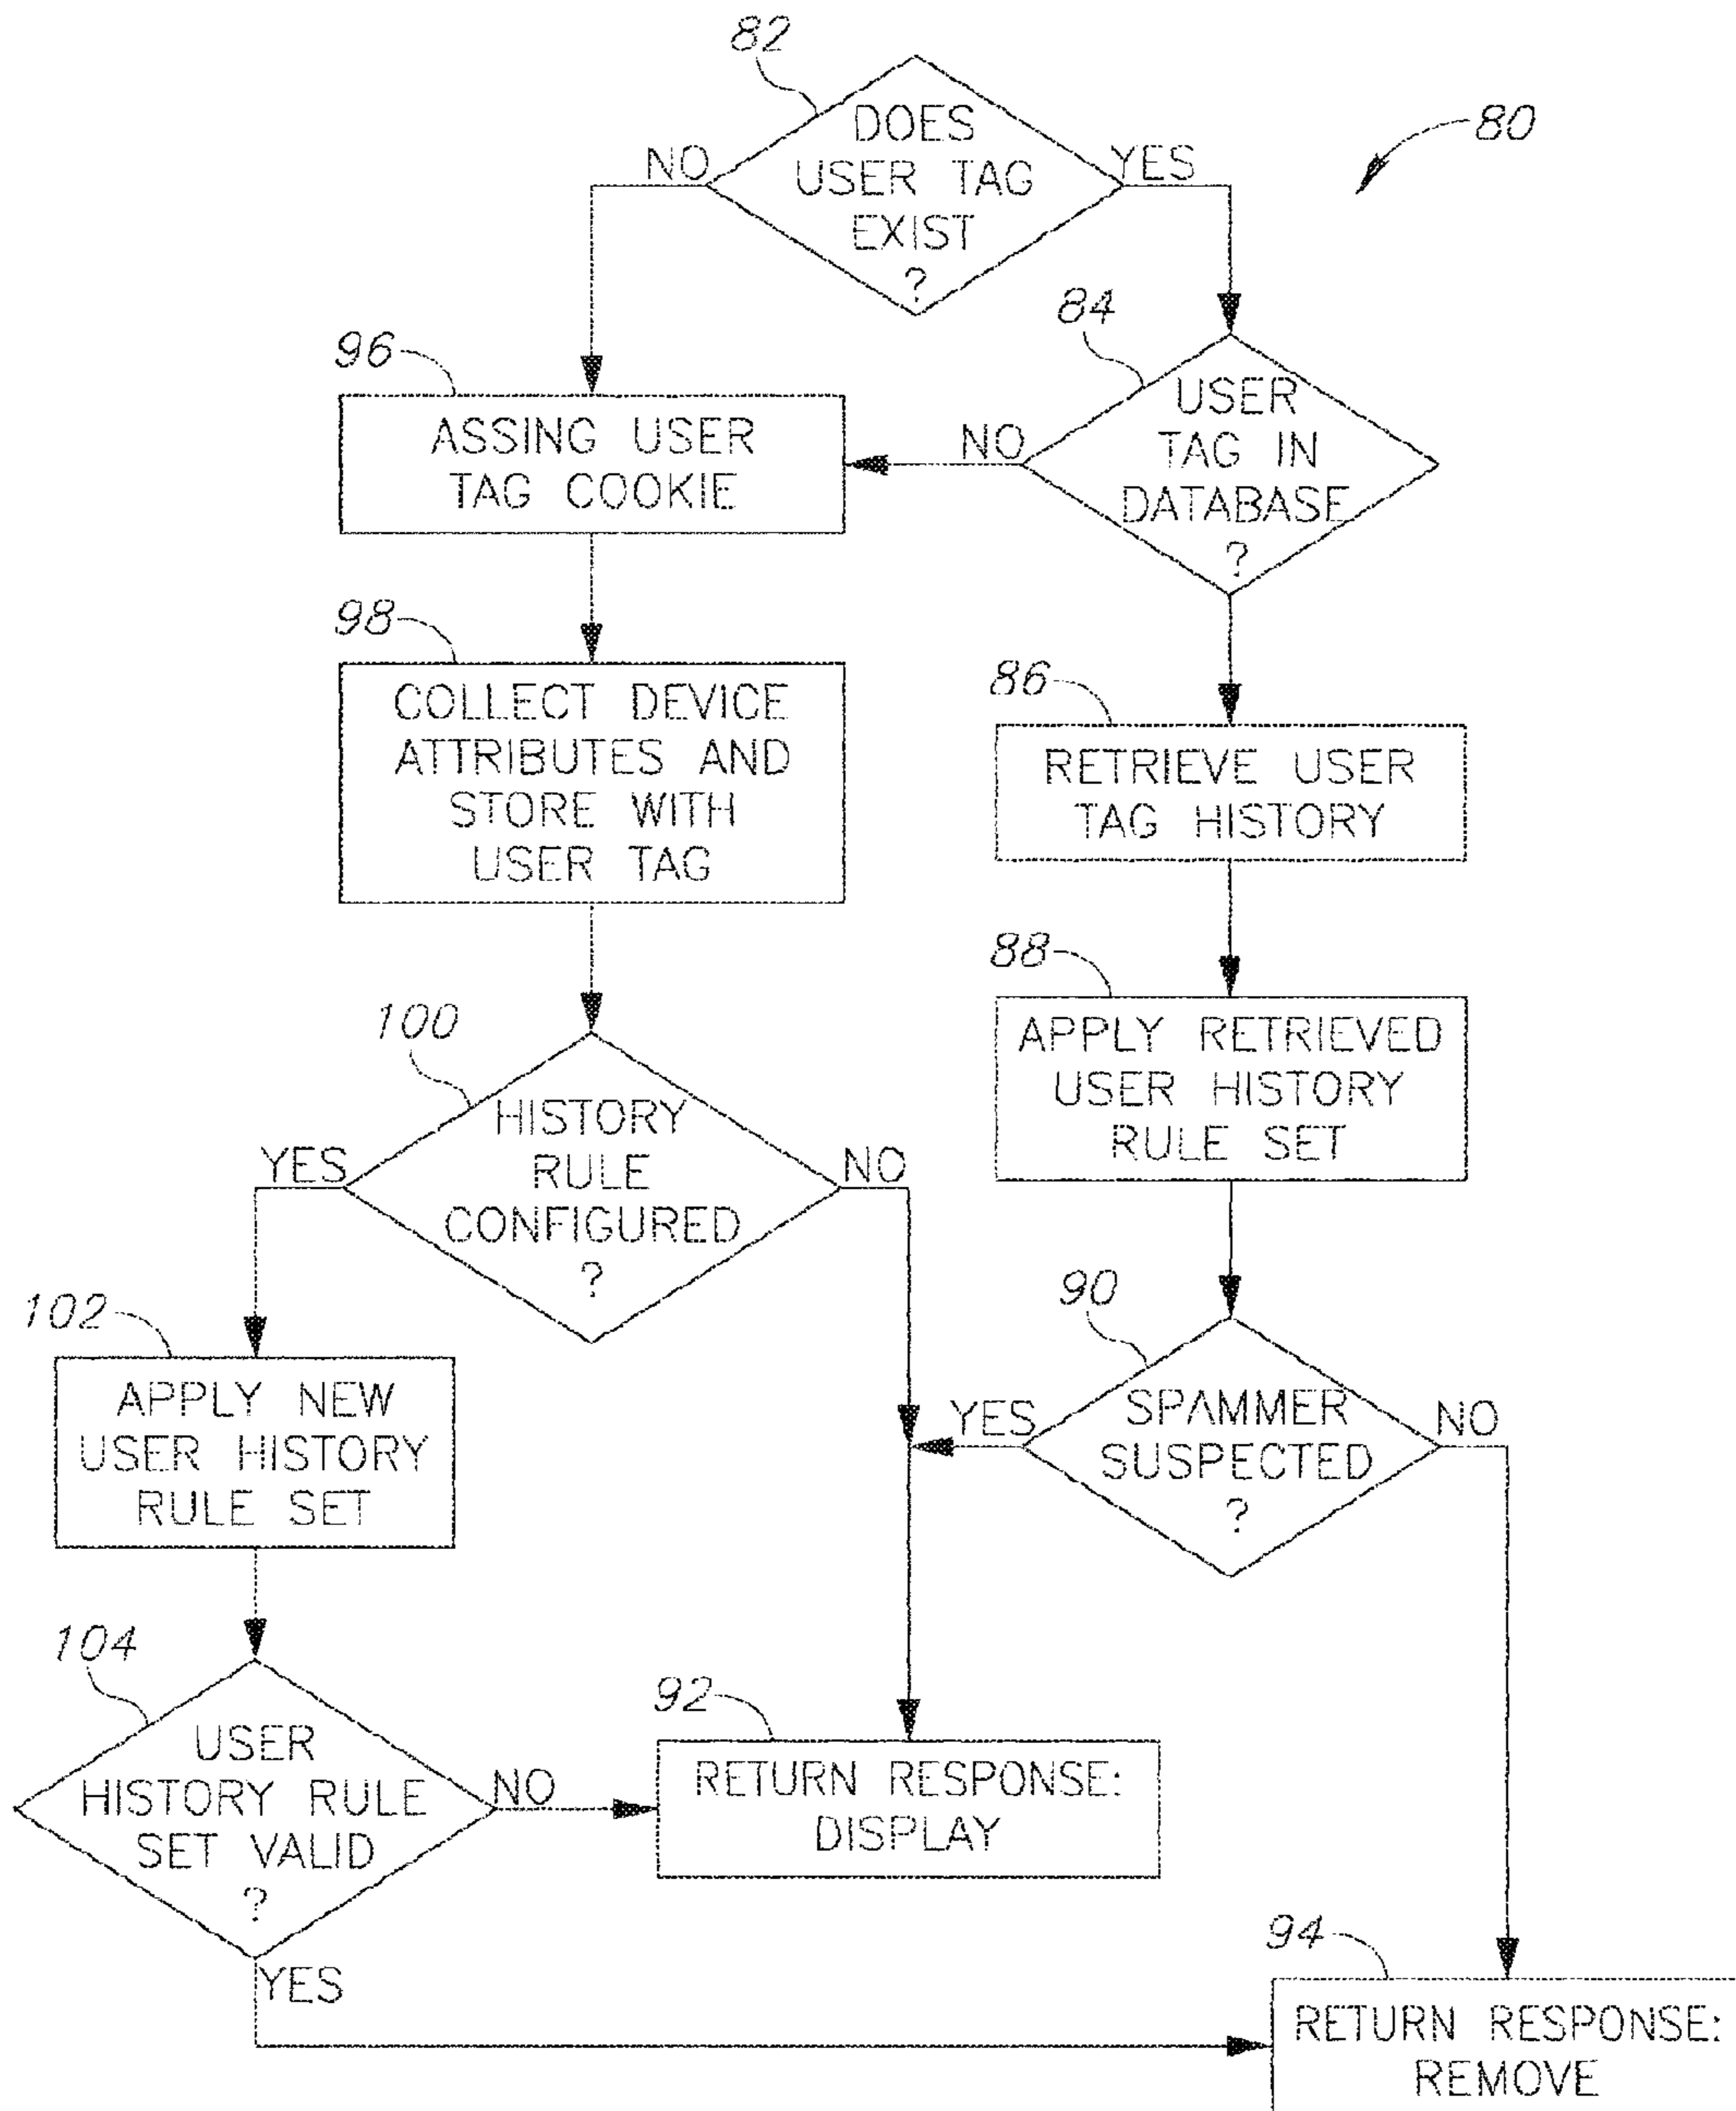 82
DOES
USER TAG
EXIST
?
NO
YES
80
84
USER
TAG IN
DATABASE
?
NO
96
ASSING USER
TAG COOKIE
98
COLLECT DEVICE
ATTRIBUTES AND
STORE WITH
USER TAG
86
RETRIEVE USER
TAG HISTORY
88
APPLY RETRIEVED
USER HISTORY
RULE SET
100
HISTORY
RULE
CONFIGURED
?
YES
NO
90
SPAMMER
SUSPECTED
?
YES
NO
102
APPLY NEW
USER HISTORY
RULE SET
104
USER
HISTORY RULE
SET VALID
?
NO
YES
92
RETURN RESPONSE:
DISPLAY
94
RETURN RESPONSE:
REMOVE